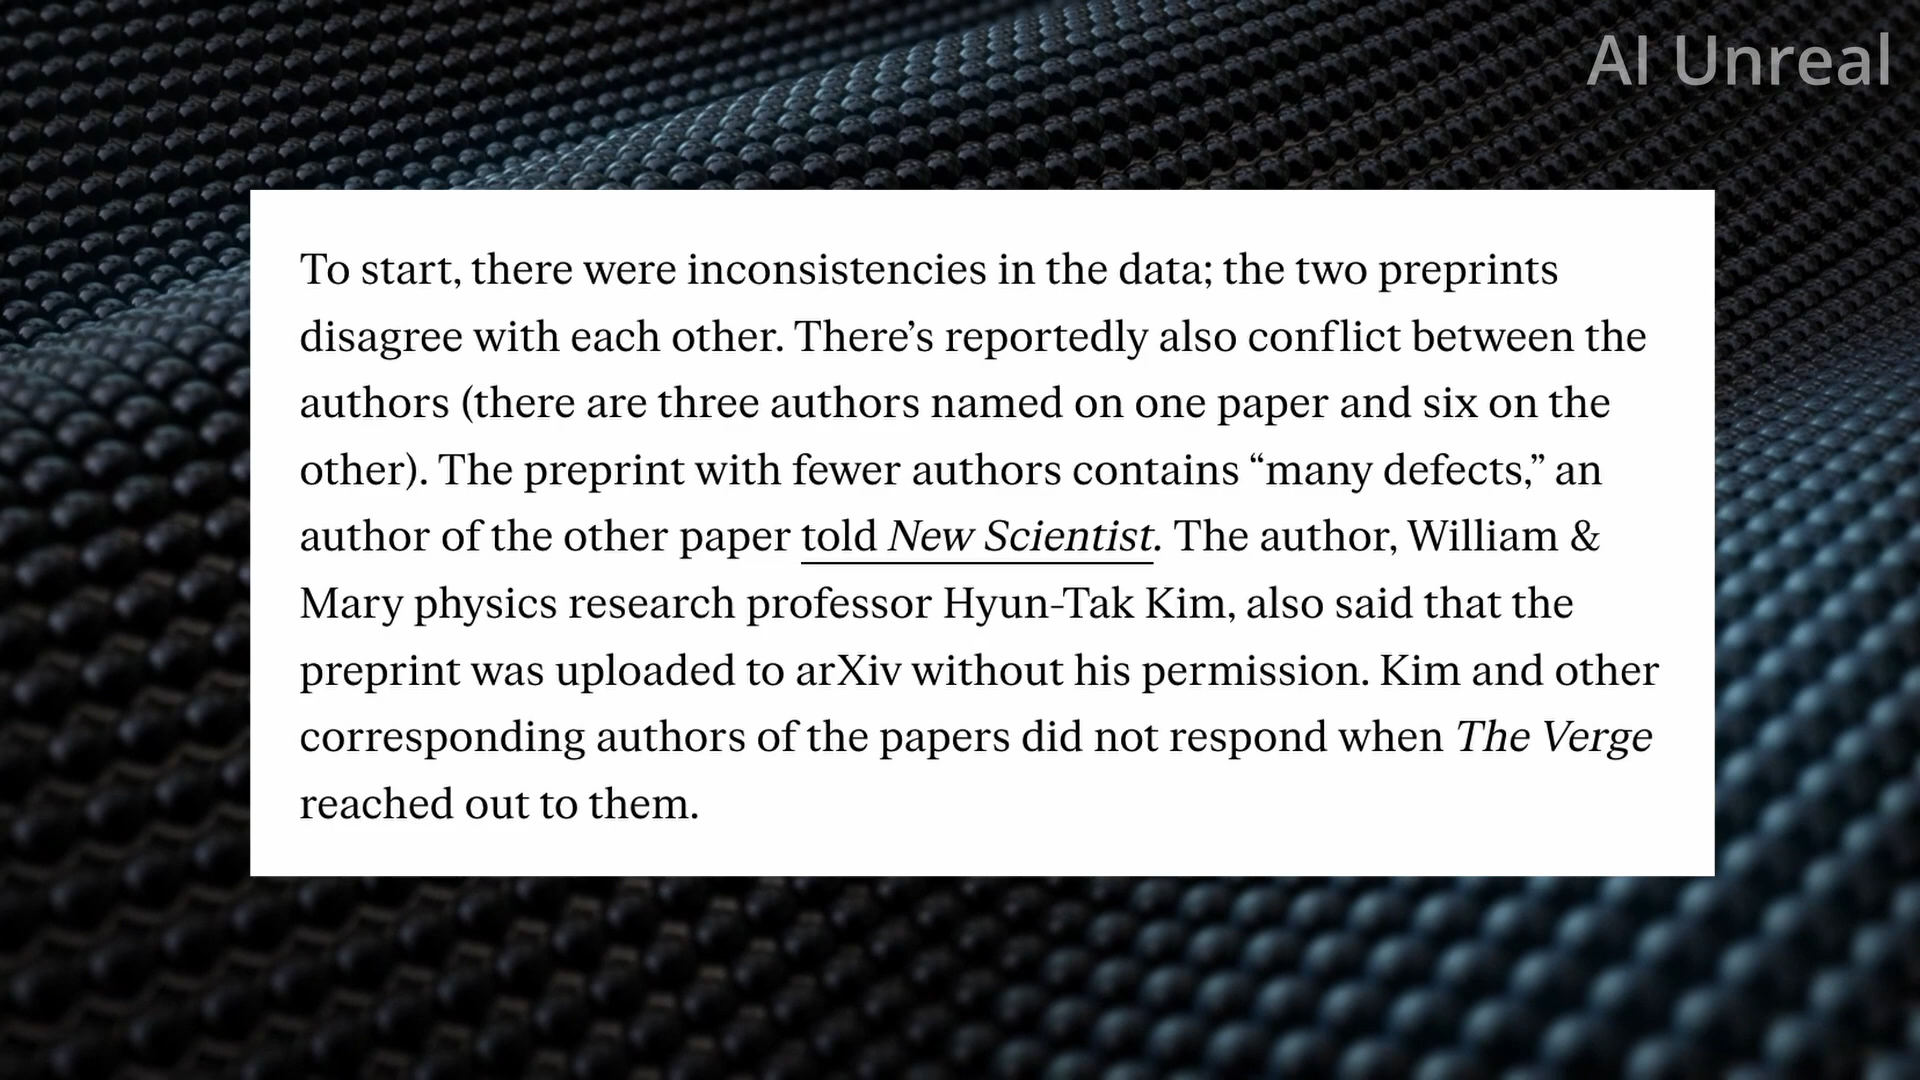 AI Unreal
To start, there were inconsistencies in the data; the two preprints
disagree with each other. There’s reportedly also conflict between the
authors (there are three authors named on one paper and six on the
other). The preprint with fewer authors contains “many defects,” an
author of the other paper told New Scientist. The author, William &
Mary physics research professor Hyun-Tak Kim, also said that the
preprint was uploaded to arXiv without his permission. Kim and other
corresponding authors of the papers did not respond when The Verge
reached out to them.